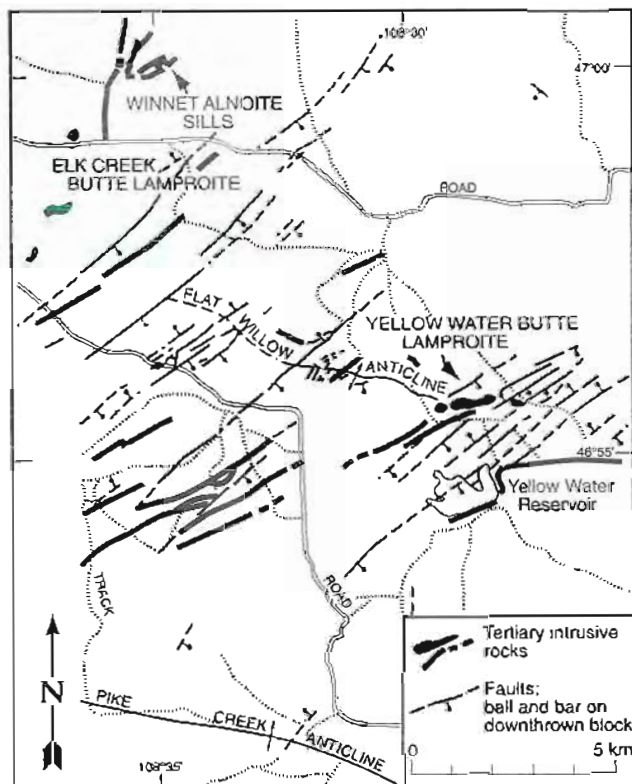 108°30'
47°00'
WINNET ALNOITE
SILLS
ELK CREEK
BUTTE LAMPROITE
ROAD
FLAT WILLOW ANTICLINE
YELLOW WATER BUTTE
LAMPROITE
46°55'
Yellow Water
Reservoir
TRACK
ROAD
N
PIKE CREEK ANTICLINE
108°35'
Tertiary intrusive
rocks
Faults;
ball and bar on
downthrown block
0 5 km